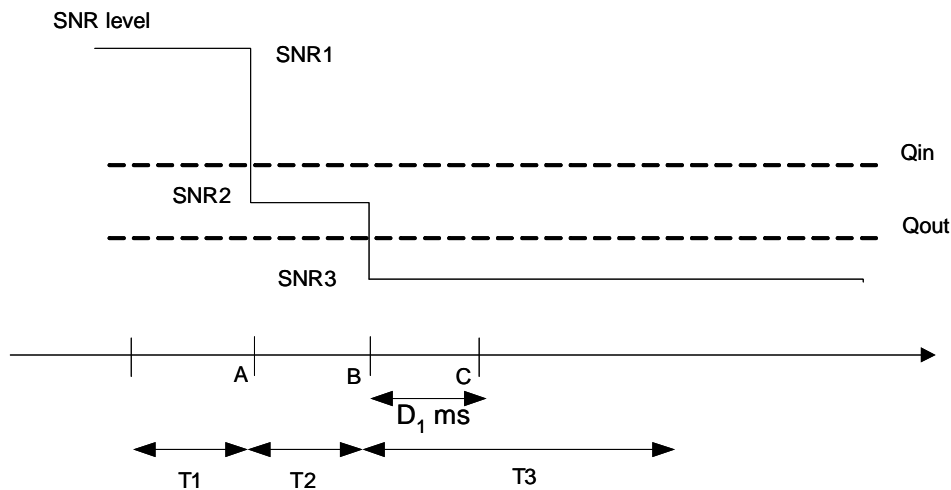 SNR level
SNR1
Qin
SNR2
Qout
SNR3
A
B
C
D1 ms
T1
T2
T3